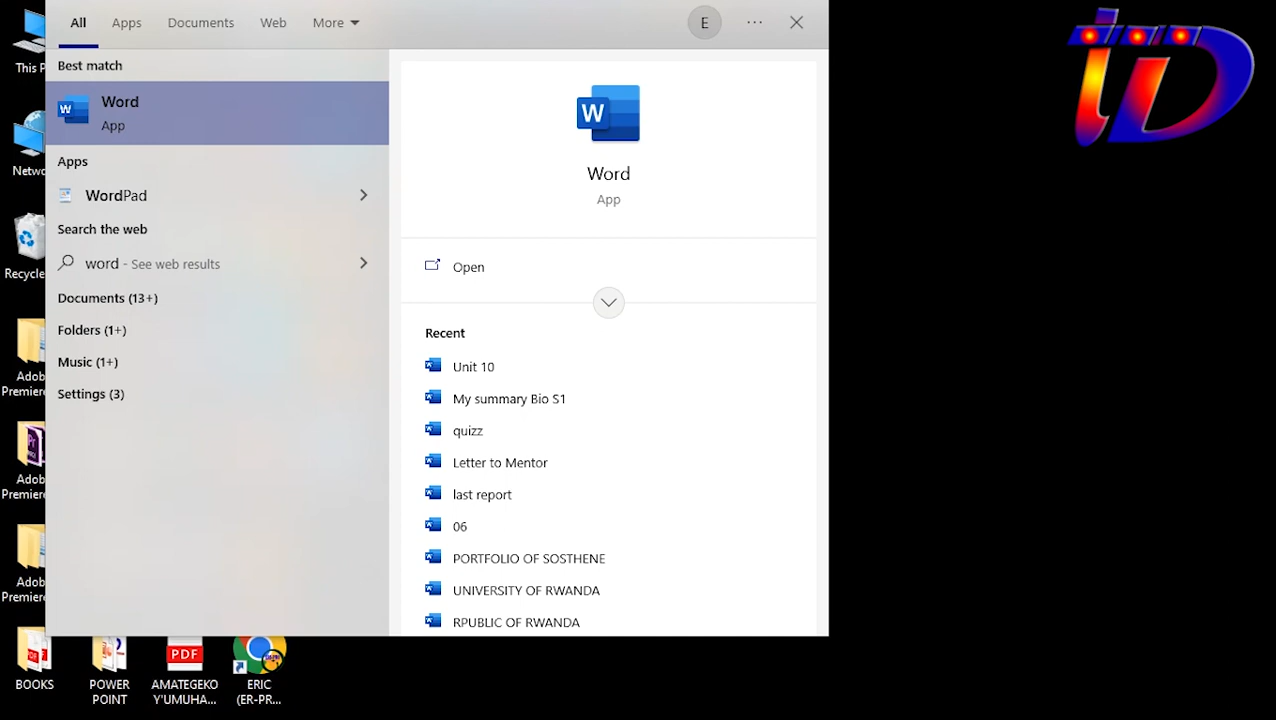 All Apps Documents Web More E
Best match
Word
App
Apps
WordPad
Search the web
word - See web results
Documents (13+)
Folders (1+)
Music (1+)
Settings (3)
Word
App
Open
Recent
Unit 10
My summary Bio S1
quizz
Letter to Mentor
last report
06
PORTFOLIO OF SOSTHENE
UNIVERSITY OF RWANDA
RPUBLIC OF RWANDA
This P
Netwo
Recycle
Adob
Premiere
Adob
Premiere
Adob
Premiere
BOOKS
POWER
POINT
PDF
AMATEGEKO
Y'UMUHA...
ERIC
(ER-PR...
tD